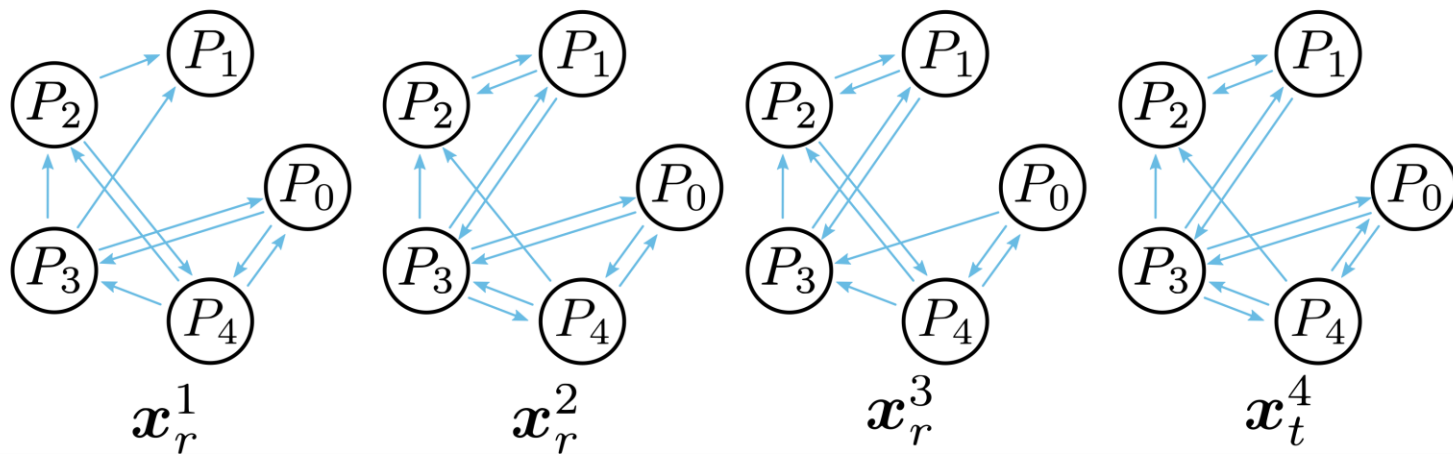 P₁
P₂
P₀
P₃
P₄
x_r^1
P₁
P₂
P₀
P₃
P₄
x_r^2
P₁
P₂
P₀
P₃
P₄
x_r^3
P₁
P₂
P₀
P₃
P₄
x_t^4